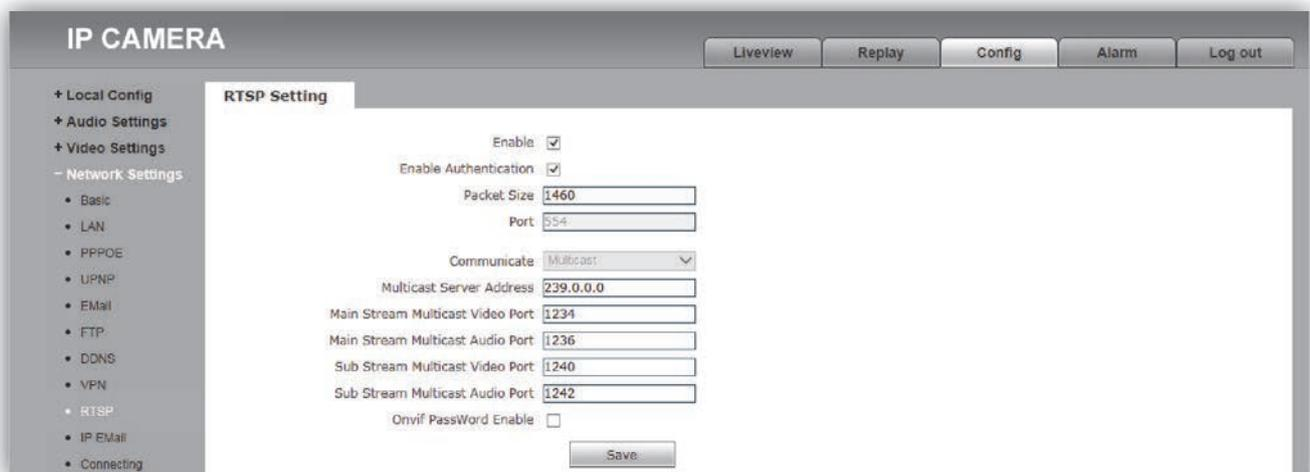 IP CAMERA
Liveview Replay Config Alarm Log out
+ Local Config
+ Audio Settings
+ Video Settings
− Network Settings
• Basic
• LAN
• PPPOE
• UPNP
• EMail
• FTP
• DDNS
• VPN
• RTSP
• IP EMail
• Connecting
RTSP Setting
Enable
Enable Authentication
Packet Size 1460
Port 554
Communicate Multicast
Multicast Server Address 239.0.0.0
Main Stream Multicast Video Port 1234
Main Stream Multicast Audio Port 1236
Sub Stream Multicast Video Port 1240
Sub Stream Multicast Audio Port 1242
Onvif PassWord Enable
Save